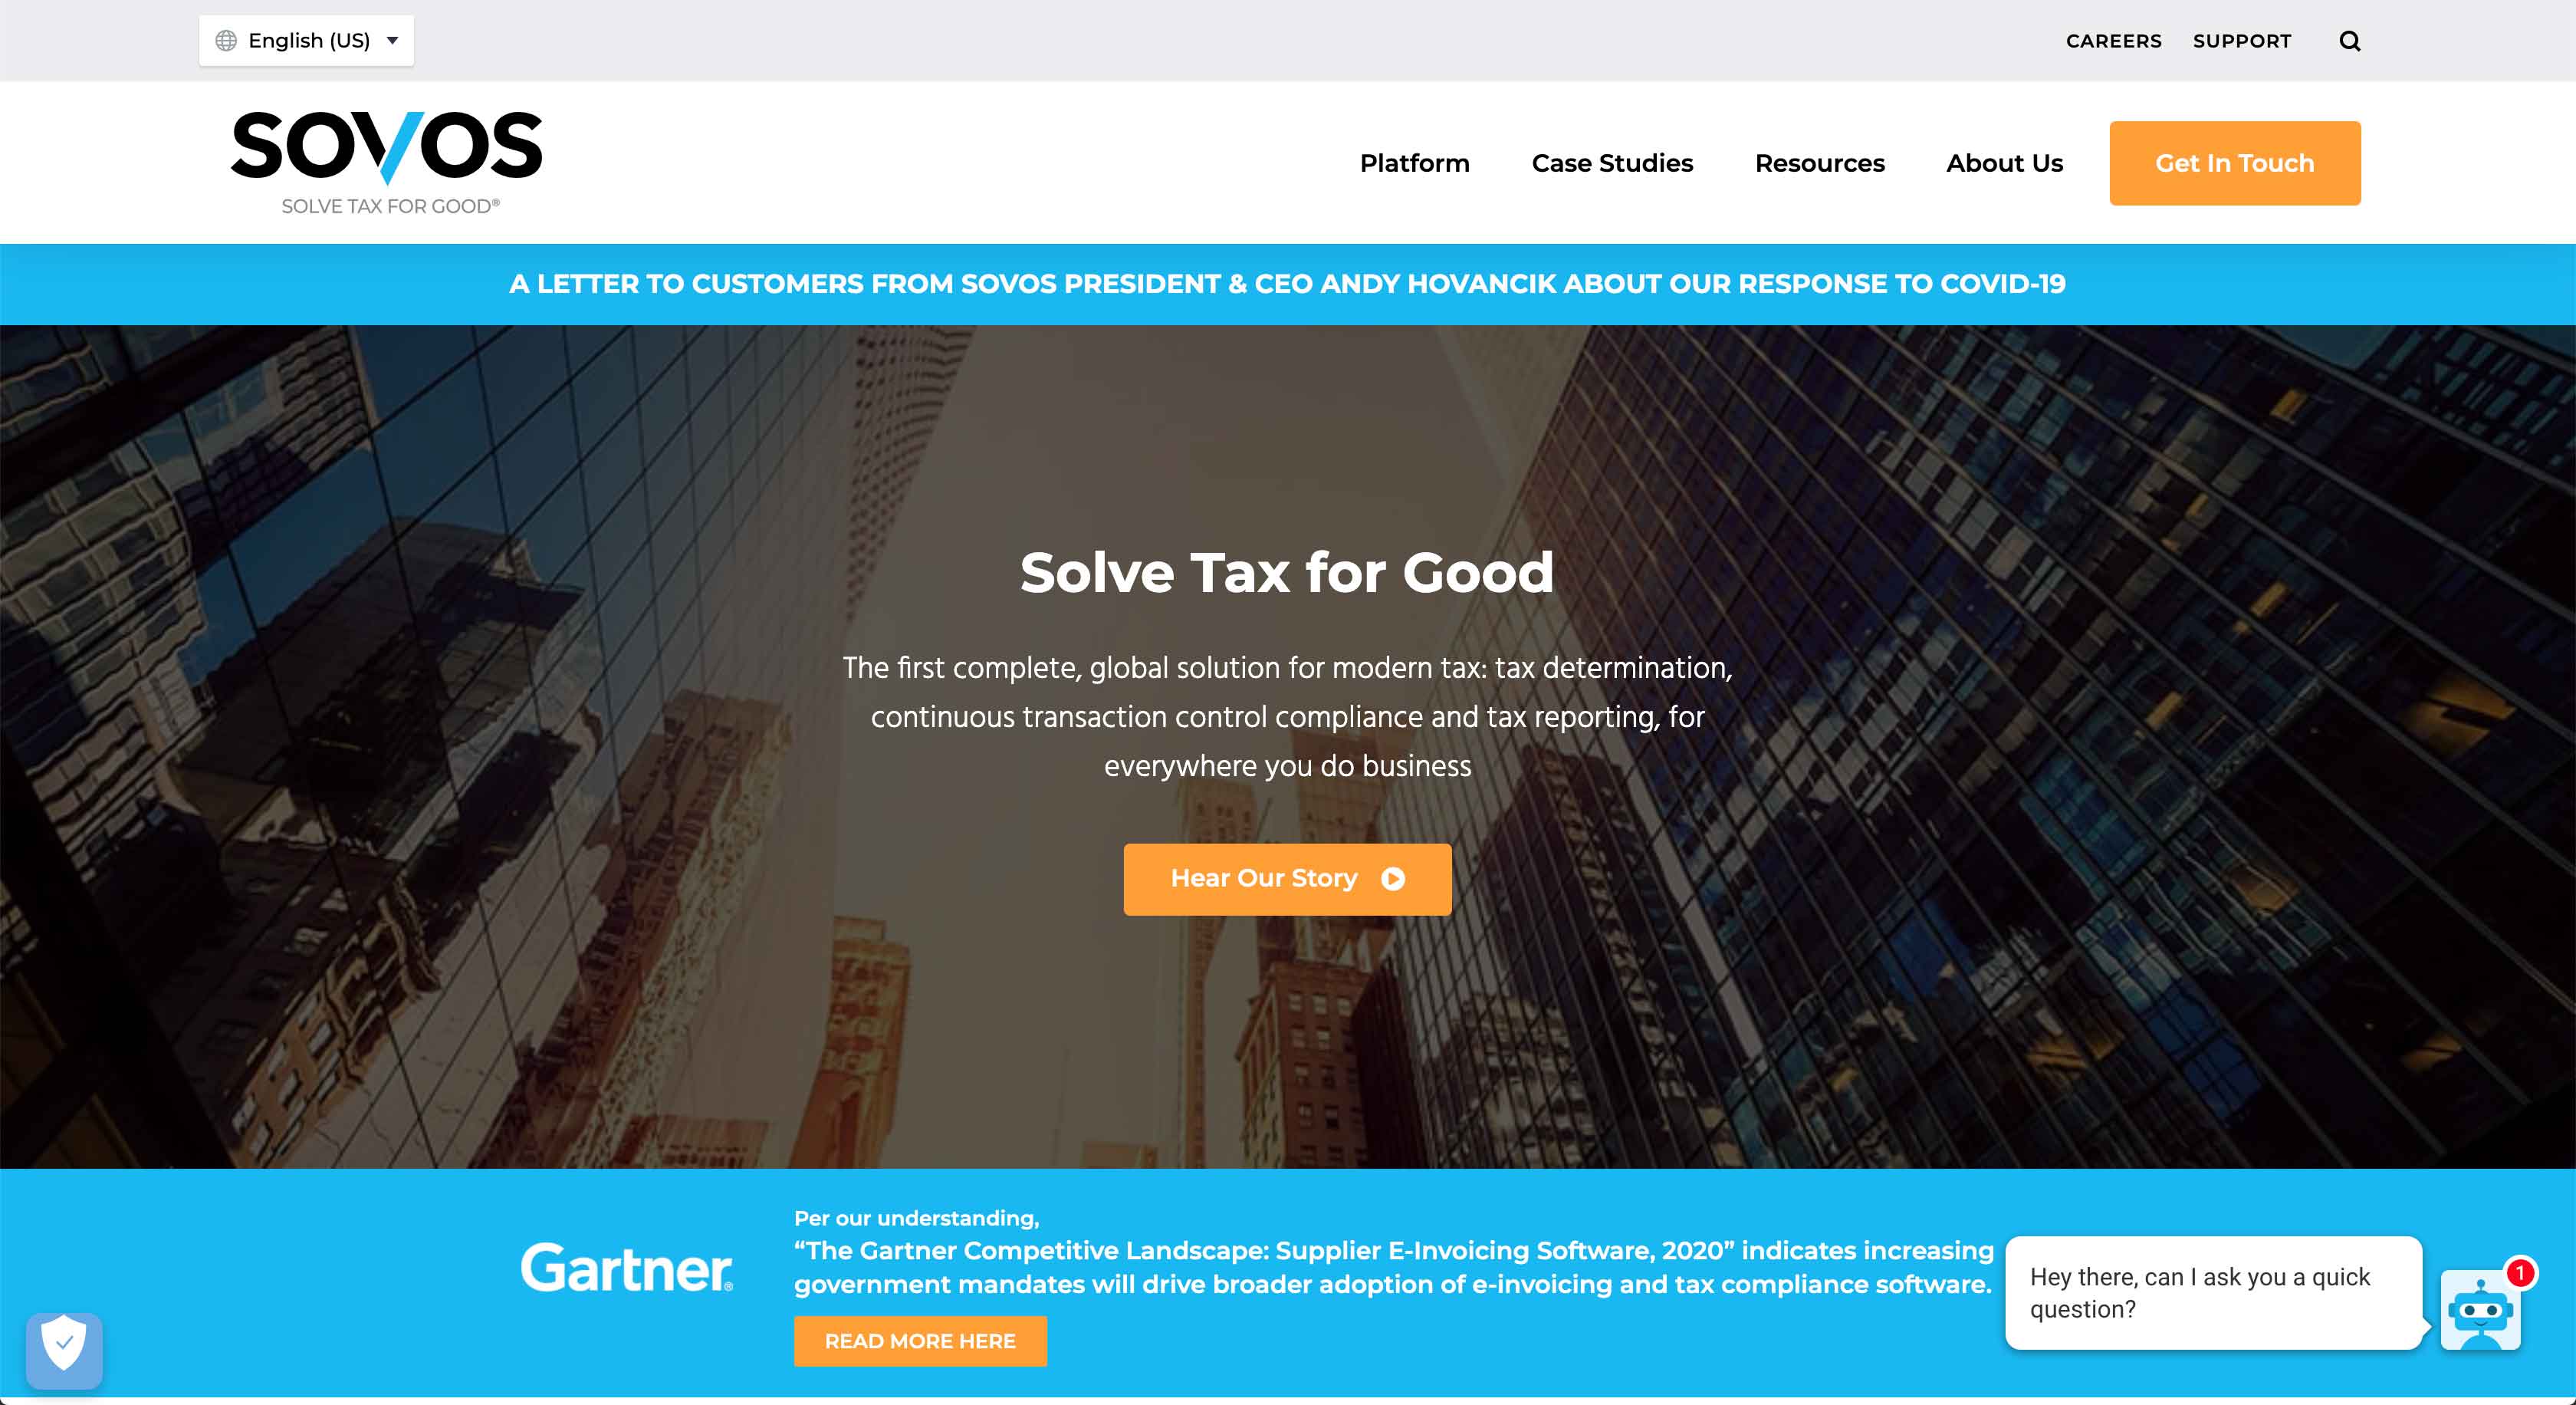 English (US)
CAREERS SUPPORT
SOVOS
SOLVE TAX FOR GOOD®
Platform Case Studies Resources About Us Get In Touch
A LETTER TO CUSTOMERS FROM SOVOS PRESIDENT & CEO ANDY HOVANCIK ABOUT OUR RESPONSE TO COVID-19
Solve Tax for Good
The first complete, global solution for modern tax: tax determination,
continuous transaction control compliance and tax reporting, for
everywhere you do business
Hear Our Story
Gartner®
Per our understanding,
“The Gartner Competitive Landscape: Supplier E-Invoicing Software, 2020” indicates increasing
government mandates will drive broader adoption of e-invoicing and tax compliance software.
READ MORE HERE
Hey there, can I ask you a quick
question?
1